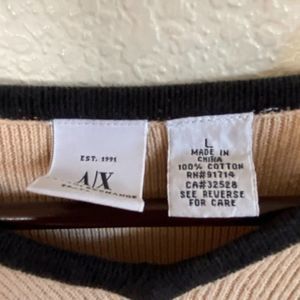 EST. 1991
A|X
L
MADE IN
CHINA
100% COTTON
RN#91714
CA#32528
SEE REVERSE
FOR CARE